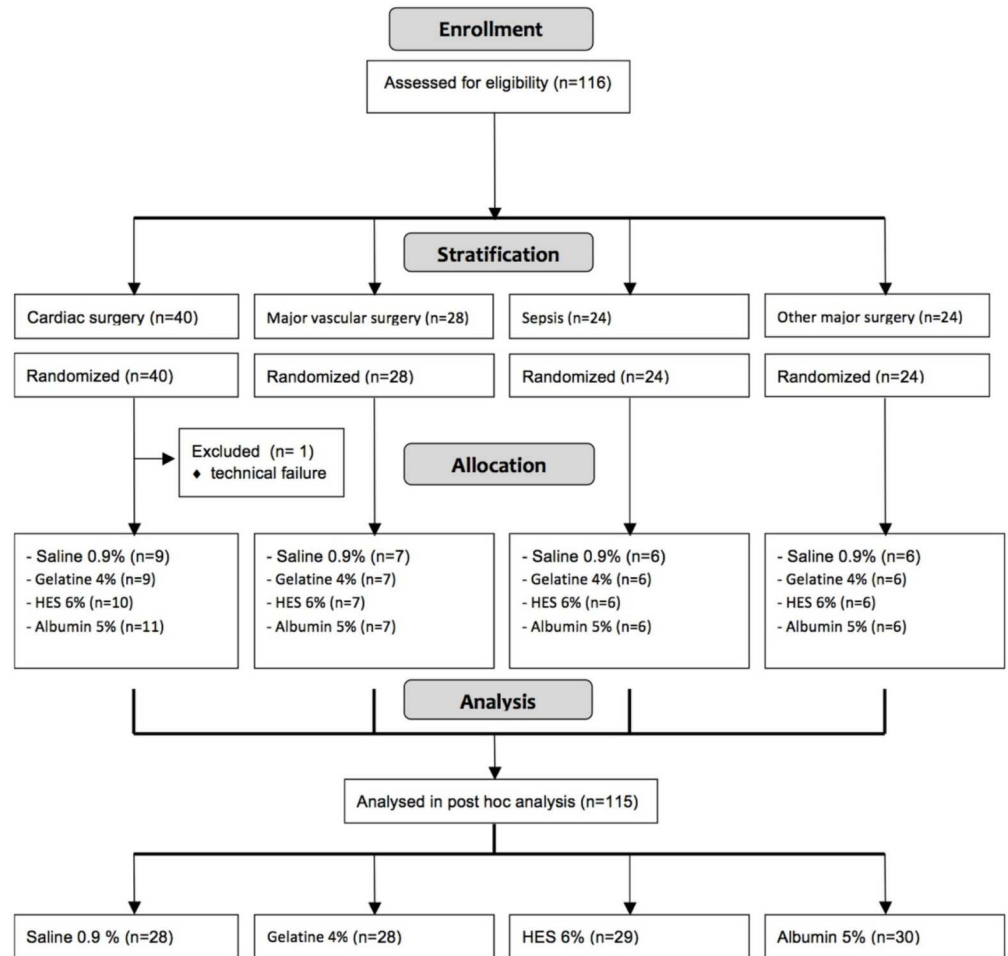 Enrollment
Assessed for eligibility (n=116)
Stratification
Cardiac surgery (n=40)
Major vascular surgery (n=28)
Sepsis (n=24)
Other major surgery (n=24)
Randomized (n=40)
Randomized (n=28)
Randomized (n=24)
Randomized (n=24)
Excluded (n= 1)
♦ technical failure
Allocation
- Saline 0.9% (n=9)
- Gelatine 4% (n=9)
- HES 6% (n=10)
- Albumin 5% (n=11)
- Saline 0.9% (n=7)
- Gelatine 4% (n=7)
- HES 6% (n=7)
- Albumin 5% (n=7)
- Saline 0.9% (n=6)
- Gelatine 4% (n=6)
- HES 6% (n=6)
- Albumin 5% (n=6)
- Saline 0.9% (n=6)
- Gelatine 4% (n=6)
- HES 6% (n=6)
- Albumin 5% (n=6)
Analysis
Analysed in post hoc analysis (n=115)
Saline 0.9 % (n=28)
Gelatine 4% (n=28)
HES 6% (n=29)
Albumin 5% (n=30)